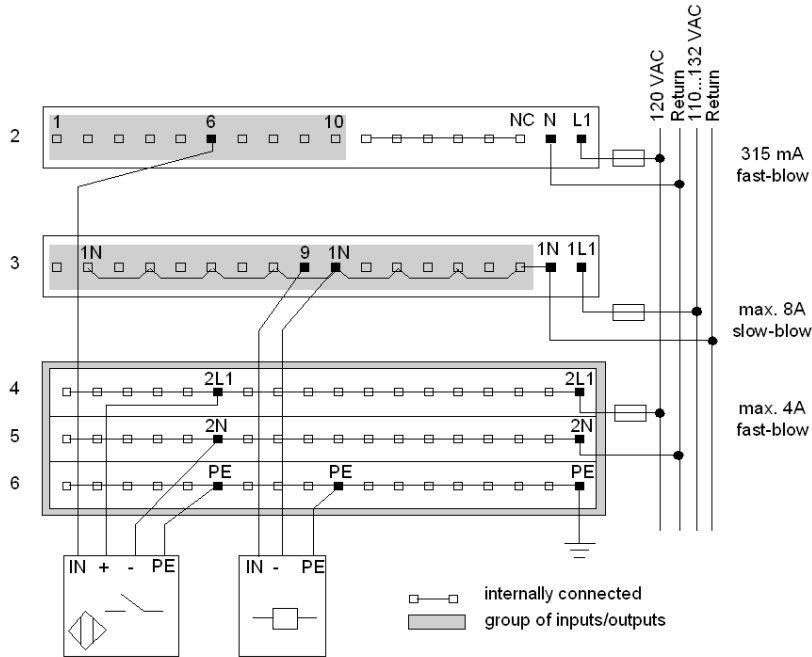 120 VAC
Return
110...132 VAC
Return
1 6 10 NC N L1
2
315 mA
fast-blow
1N 9 1N 1N 1L1
3
max. 8A
slow-blow
2L1 2L1
4
max. 4A
fast-blow
2N 2N
5
PE PE PE
6
IN + - PE
IN - PE
internally connected
group of inputs/outputs